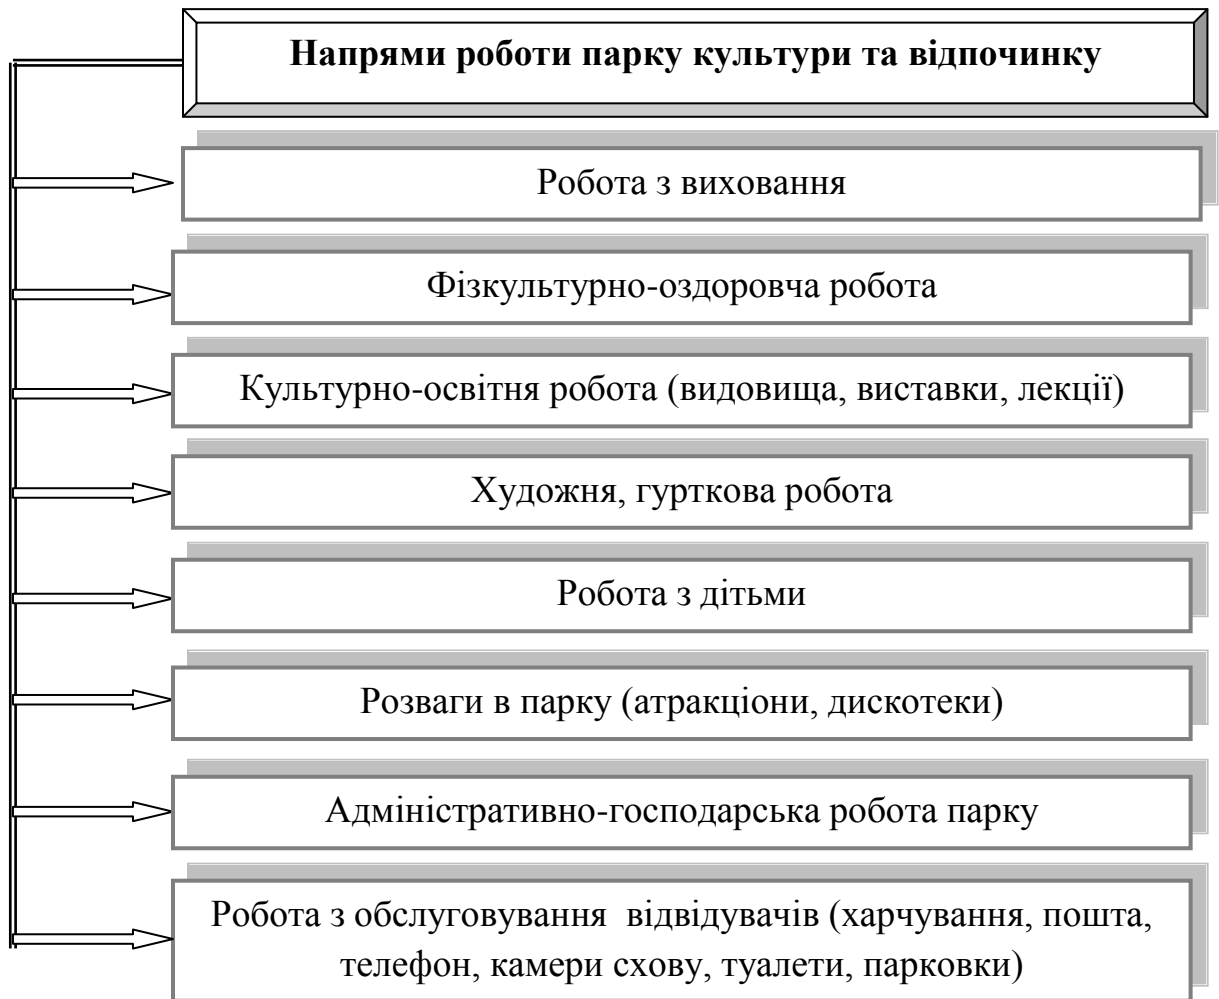 Напрями роботи парку культури та відпочинку
Робота з виховання
Фізкультурно-оздоровча робота
Культурно-освітня робота (видовища, виставки, лекції)
Художня, гурткова робота
Робота з дітьми
Розваги в парку (атракціони, дискотеки)
Адміністративно-господарська робота парку
Робота з обслуговування відвідувачів (харчування, пошта,
телефон, камери схову, туалети, парковки)